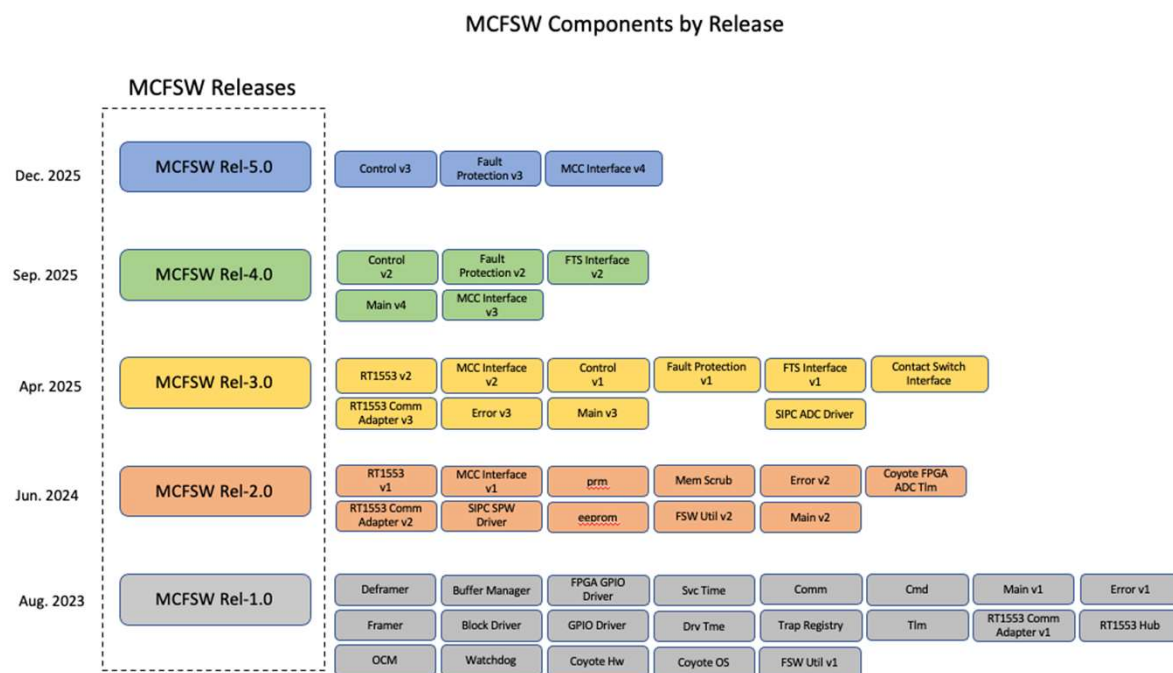 MCFSW Components by Release
MCFSW Releases
Dec. 2025
MCFSW Rel-5.0
Control v3
Fault
Protection v3
MCC Interface v4
Sep. 2025
MCFSW Rel-4.0
Control
v2
Fault
Protection v2
FTS Interface
v2
Main v4
MCC Interface
v3
Apr. 2025
MCFSW Rel-3.0
RT1553 v2
MCC Interface
v2
Control
v1
Fault Protection
v1
FTS Interface
v1
Contact Switch
Interface
RT1553 Comm
Adapter v3
Error v3
Main v3
SIPC ADC Driver
Jun. 2024
MCFSW Rel-2.0
RT1553
v1
MCC Interface
v1
prm
Mem Scrub
Error v2
Coyote FPGA
ADC Tlm
RT1553 Comm
Adapter v2
SIPC SPW
Driver
eeprom
FSW Util v2
Main v2
Aug. 2023
MCFSW Rel-1.0
Deframer
Buffer Manager
FPGA GPIO
Driver
Svc Time
Comm
Cmd
Main v1
Error v1
Framer
Block Driver
GPIO Driver
Drv Tme
Trap Registry
Tlm
RT1553 Comm
Adapter v1
RT1553 Hub
OCM
Watchdog
Coyote Hw
Coyote OS
FSW Util v1